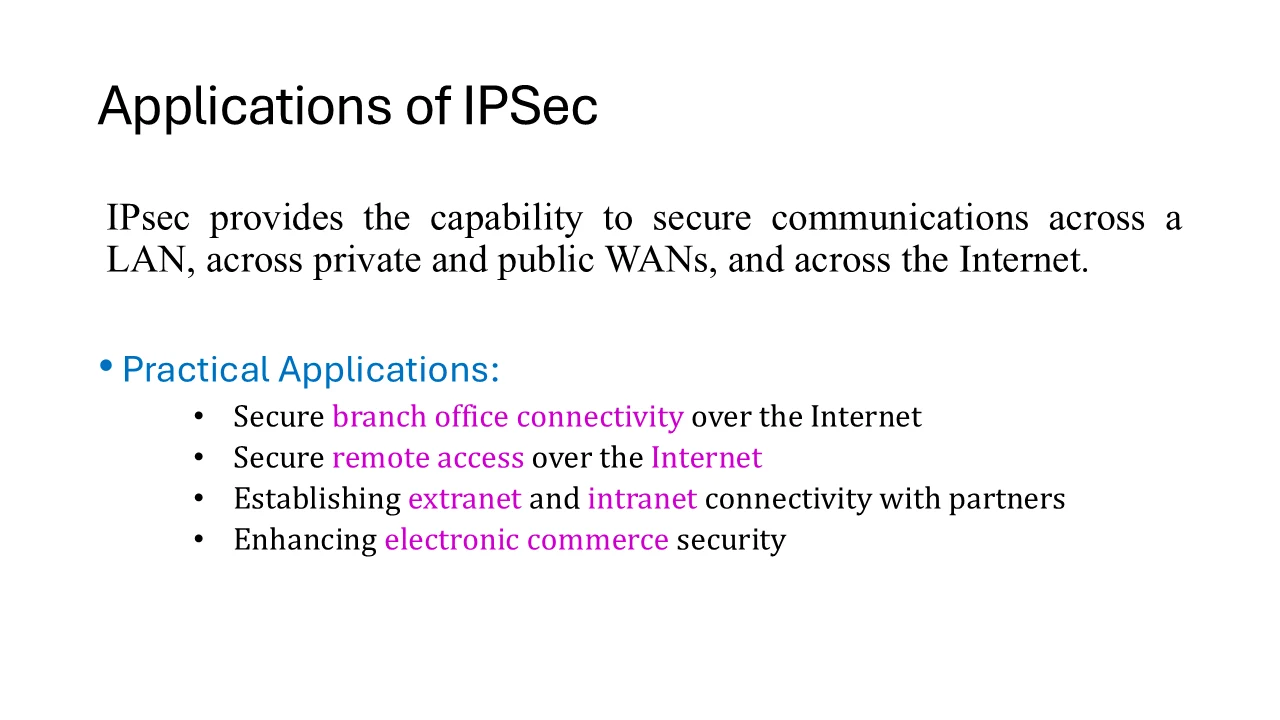 Applications of IPSec
IPsec provides the capability to secure communications across a
LAN, across private and public WANs, and across the Internet.
• Practical Applications:
• Secure branch office connectivity over the Internet
• Secure remote access over the Internet
• Establishing extranet and intranet connectivity with partners
• Enhancing electronic commerce security